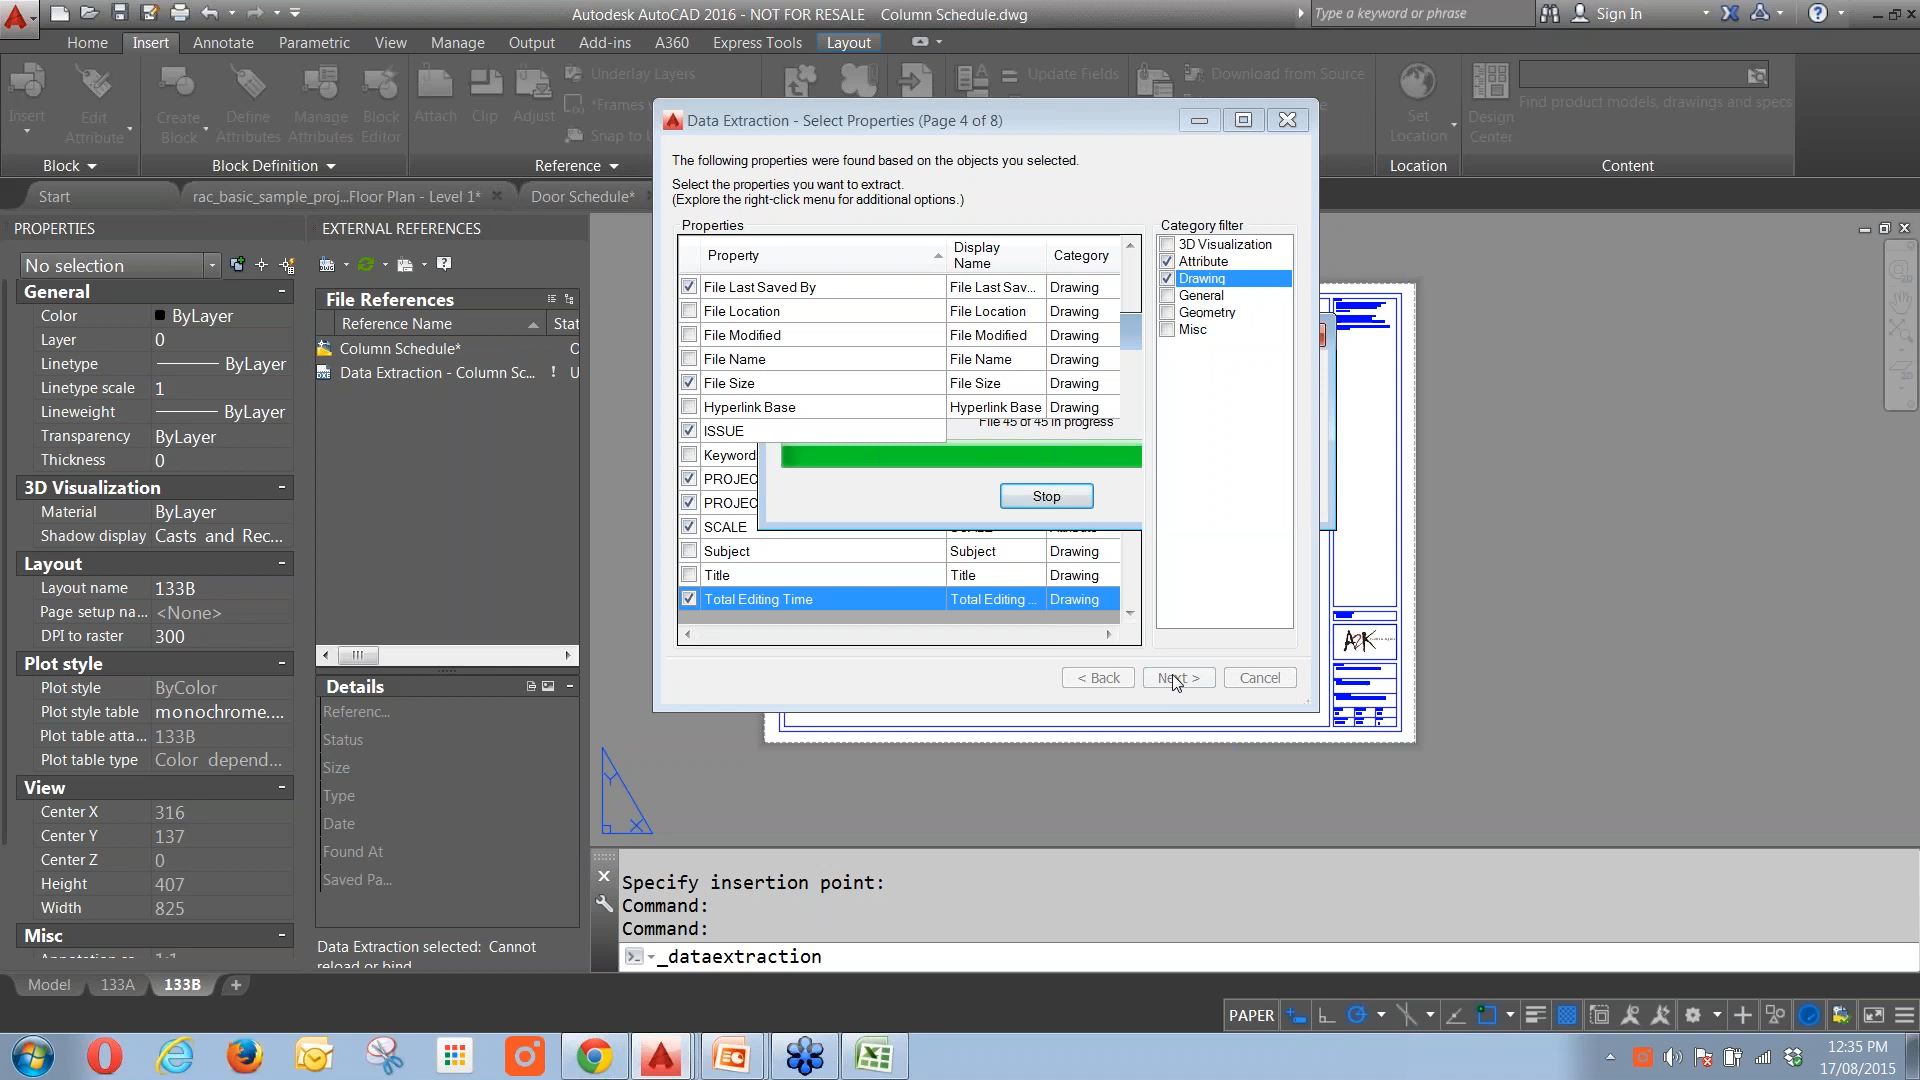 Autodesk AutoCAD 2016 - NOT FOR RESALE Column Schedule.dwg
Type a keyword or phrase
Sign In
Home Insert Annotate Parametric View Manage Output Add-ins A360 Express Tools Layout
Insert
Edit Attribute
Create Block
Define Attributes
Manage Attributes
Block Editor
Attach
Clip
Adjust
Underlay Layers
*Frames
Snap to
Update Fields
Download from Source
Set Location
Design Center
Find product models, drawings and specs
Block
Block Definition
Reference
Location
Content
Start
rac_basic_sample_proj...Floor Plan - Level 1*
Door Schedule*
PROPERTIES
No selection
General
Color ByLayer
Layer 0
Linetype ByLayer
Linetype scale 1
Lineweight ByLayer
Transparency ByLayer
Thickness 0
3D Visualization
Material ByLayer
Shadow display Casts and Rec...
Layout
Layout name 133B
Page setup na... <None>
DPI to raster 300
Plot style
Plot style ByColor
Plot style table monochrome....
Plot table atta... 133B
Plot table type Color depend...
View
Center X 316
Center Y 137
Center Z 0
Height 407
Width 825
Misc
EXTERNAL REFERENCES
File References
Reference Name Stat
Column Schedule* O
Data Extraction - Column Sc... ! U
Details
Referenc...
Status
Size
Type
Date
Found At
Saved Pa...
Data Extraction selected: Cannot
reload or bind
Data Extraction - Select Properties (Page 4 of 8)
The following properties were found based on the objects you selected.
Select the properties you want to extract.
(Explore the right-click menu for additional options.)
Properties
Property Display Name Category
File Last Saved By File Last Sav... Drawing
File Location File Location Drawing
File Modified File Modified Drawing
File Name File Name Drawing
File Size File Size Drawing
Hyperlink Base Hyperlink Base Drawing
ISSUE
File 45 of 45 in progress
Keyword
PROJEC
PROJEC
SCALE
Stop
Subject Subject Drawing
Title Title Drawing
Total Editing Time Total Editing ... Drawing
Category filter
3D Visualization
Attribute
Drawing
General
Geometry
Misc
< Back Next > Cancel
Y
X
Specify insertion point:
Command:
Command:
_dataextraction
Model 133A 133B +
PAPER
12:35 PM
17/08/2015